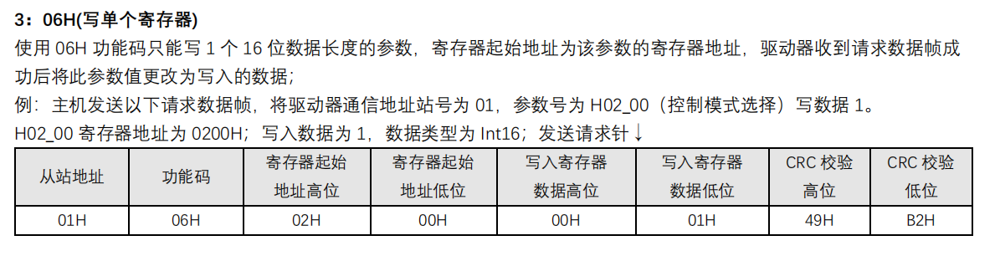 3：06H(写单个寄存器)
使用 06H 功能码只能写 1 个 16 位数据长度的参数，寄存器起始地址为该参数的寄存器地址，驱动器收到请求数据帧成
功后将此参数值更改为写入的数据；
例：主机发送以下请求数据帧，将驱动器通信地址站号为 01，参数号为 H02_00（控制模式选择）写数据 1。
H02_00 寄存器地址为 0200H；写入数据为 1，数据类型为 Int16；发送请求针↓
从站地址 功能码 寄存器起始地址高位 寄存器起始地址低位 写入寄存器数据高位 写入寄存器数据低位 CRC 校验高位 CRC 校验低位
01H 06H 02H 00H 00H 01H 49H B2H